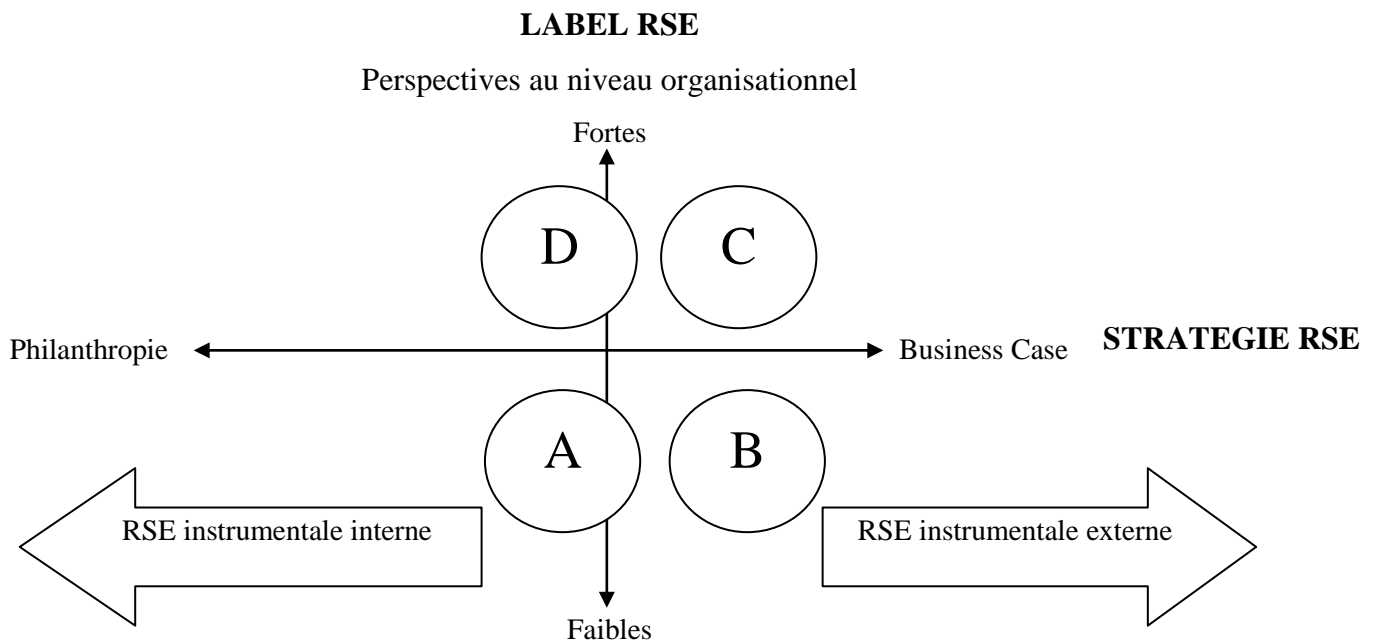 LABEL RSE
Perspectives au niveau organisationnel
Fortes
D
C
Philanthropie
Business Case
STRATEGIE RSE
A
B
RSE instrumentale interne
RSE instrumentale externe
Faibles